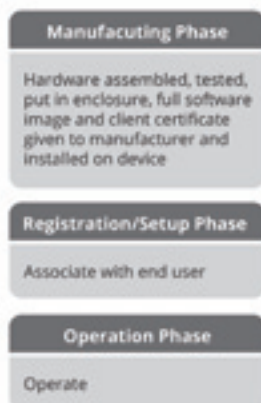 Manufacuting Phase
Hardware assembled, tested,
put in enclosure, full software
image and client certificate
given to manufacturer and
installed on device
Registration/Setup Phase
Associate with end user
Operation Phase
Operate